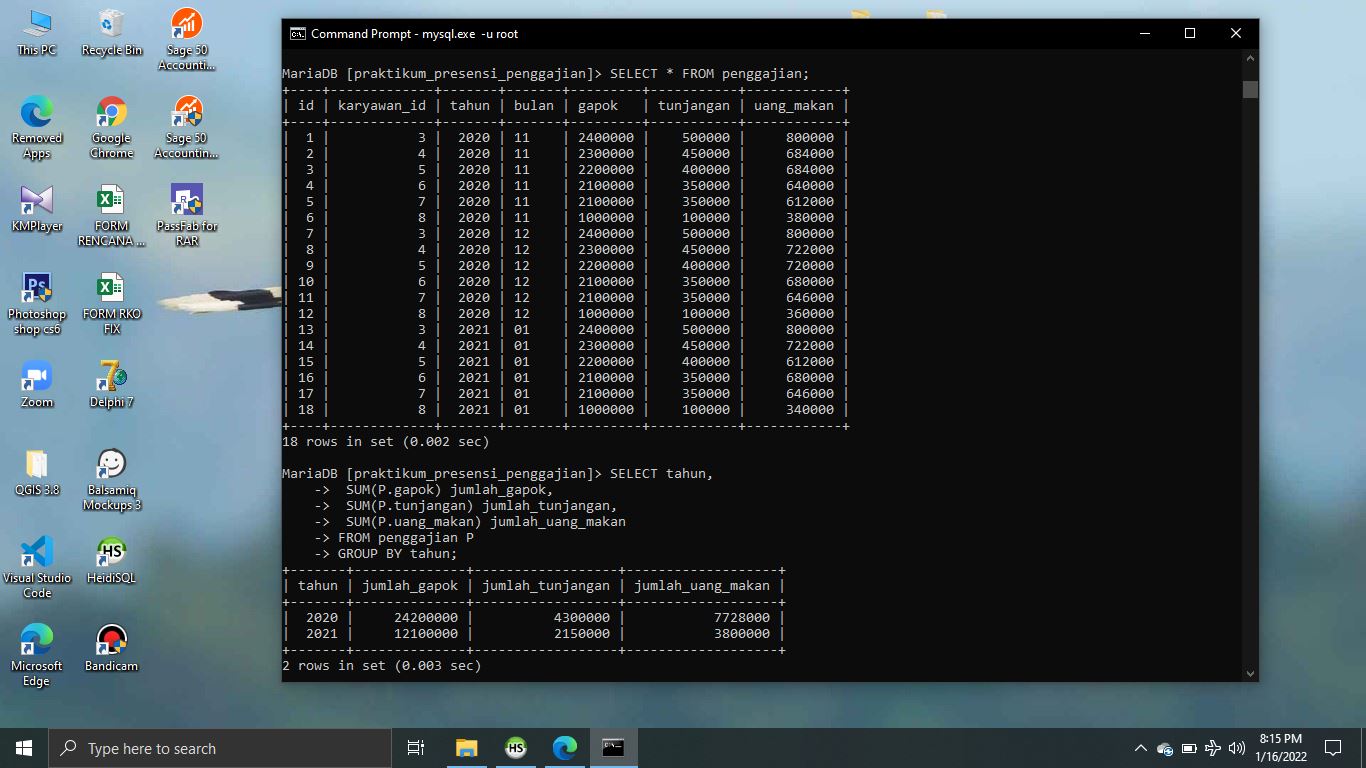 This PC
Recycle Bin
Sage 50
Accounti...
Removed
Apps
Google
Chrome
Sage 50
Accountin...
KMPlayer
FORM
RENCANA ...
PassFab for
RAR
Photoshop
shop cs6
FORM RKO
FIX
Zoom
Delphi 7
QGIS 3.8
Balsamiq
Mockups 3
Visual Studio
Code
HeidiSQL
Microsoft
Edge
Bandicam
Command Prompt - mysql.exe -u root
MariaDB [praktikum_presensi_penggajian]> SELECT * FROM penggajian;
+----+-------------+-------+-------+---------+-----------+------------+
| id | karyawan_id | tahun | bulan | gapok   | tunjangan | uang_makan |
+----+-------------+-------+-------+---------+-----------+------------+
|  1 |           3 |  2020 | 11    | 2400000 |    500000 |     800000 |
|  2 |           4 |  2020 | 11    | 2300000 |    450000 |     684000 |
|  3 |           5 |  2020 | 11    | 2200000 |    400000 |     684000 |
|  4 |           6 |  2020 | 11    | 2100000 |    350000 |     640000 |
|  5 |           7 |  2020 | 11    | 2100000 |    350000 |     612000 |
|  6 |           8 |  2020 | 11    | 1000000 |    100000 |     380000 |
|  7 |           3 |  2020 | 12    | 2400000 |    500000 |     800000 |
|  8 |           4 |  2020 | 12    | 2300000 |    450000 |     722000 |
|  9 |           5 |  2020 | 12    | 2200000 |    400000 |     720000 |
| 10 |           6 |  2020 | 12    | 2100000 |    350000 |     680000 |
| 11 |           7 |  2020 | 12    | 2100000 |    350000 |     646000 |
| 12 |           8 |  2020 | 12    | 1000000 |    100000 |     360000 |
| 13 |           3 |  2021 | 01    | 2400000 |    500000 |     800000 |
| 14 |           4 |  2021 | 01    | 2300000 |    450000 |     722000 |
| 15 |           5 |  2021 | 01    | 2200000 |    400000 |     612000 |
| 16 |           6 |  2021 | 01    | 2100000 |    350000 |     680000 |
| 17 |           7 |  2021 | 01    | 2100000 |    350000 |     646000 |
| 18 |           8 |  2021 | 01    | 1000000 |    100000 |     340000 |
+----+-------------+-------+-------+---------+-----------+------------+
18 rows in set (0.002 sec)
MariaDB [praktikum_presensi_penggajian]> SELECT tahun,
    ->  SUM(P.gapok) jumlah_gapok,
    ->  SUM(P.tunjangan) jumlah_tunjangan,
    ->  SUM(P.uang_makan) jumlah_uang_makan
    -> FROM penggajian P
    -> GROUP BY tahun;
+-------+--------------+------------------+-------------------+
| tahun | jumlah_gapok | jumlah_tunjangan | jumlah_uang_makan |
+-------+--------------+------------------+-------------------+
|  2020 |     24200000 |          4300000 |           7728000 |
|  2021 |     12100000 |          2150000 |           3800000 |
+-------+--------------+------------------+-------------------+
2 rows in set (0.003 sec)
Type here to search
8:15 PM
1/16/2022